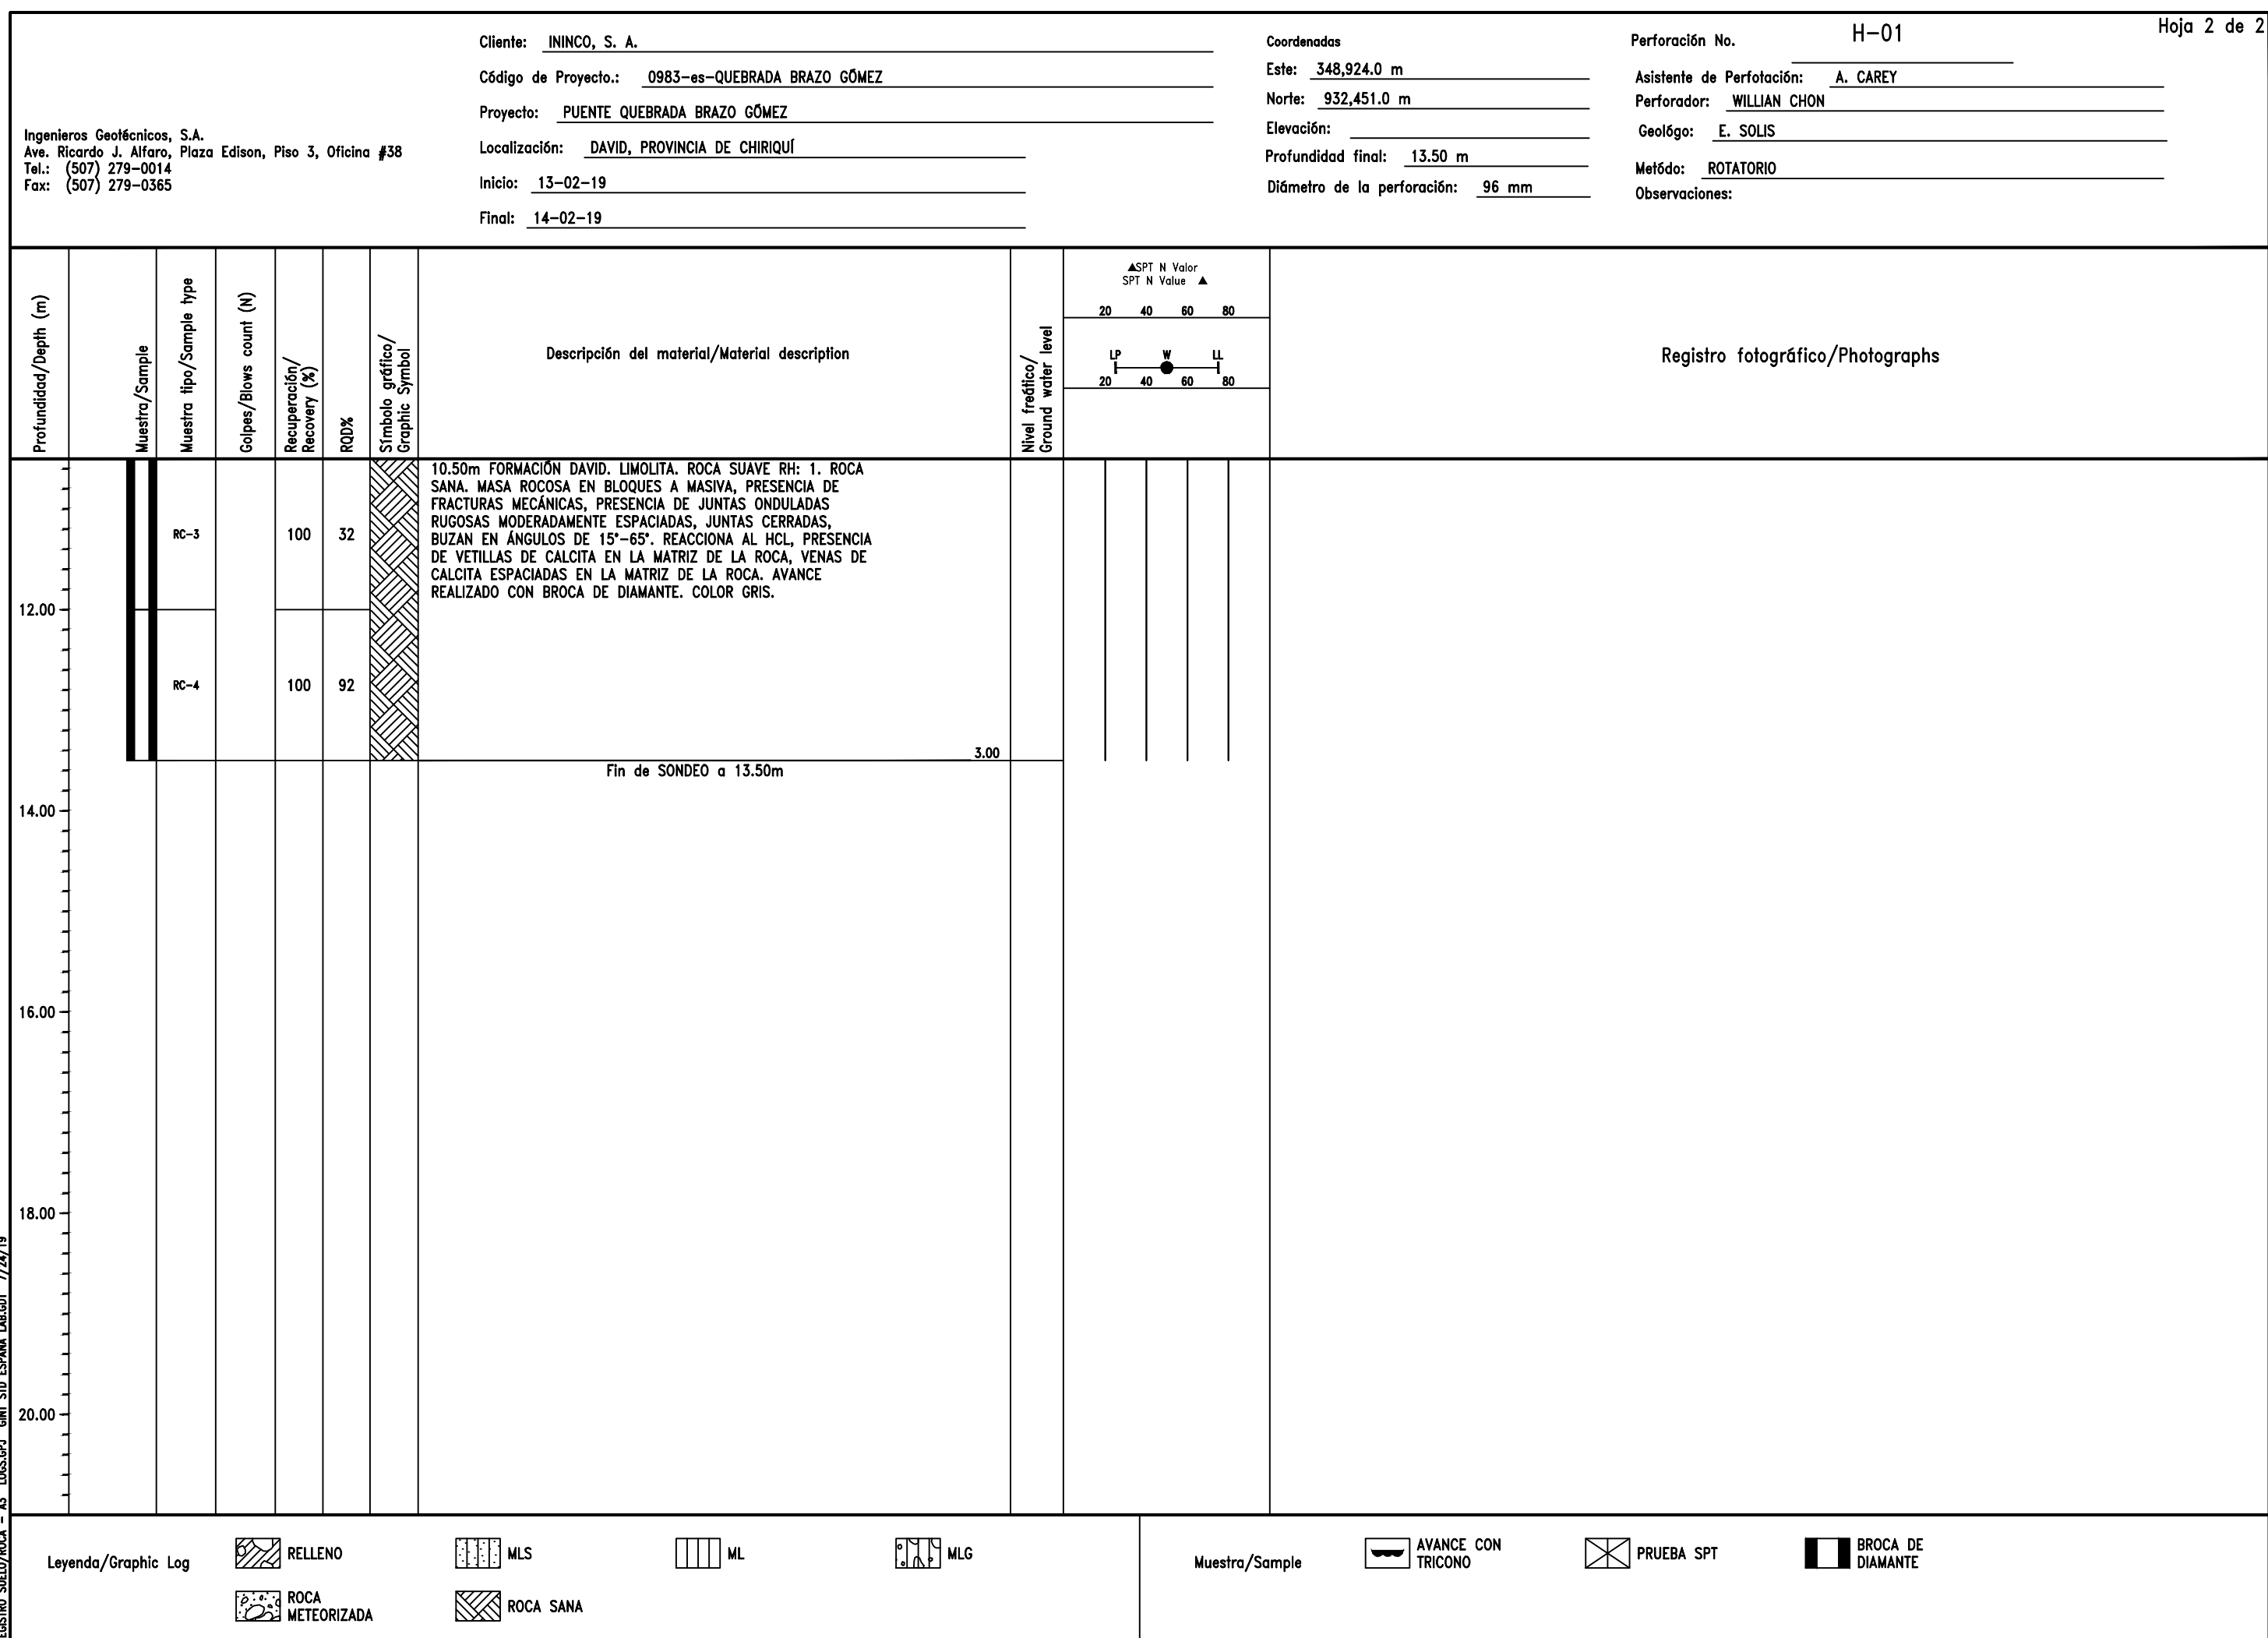 Hoja 2 de 2
Ingenieros Geotécnicos, S.A.
Ave. Ricardo J. Alfaro, Plaza Edison, Piso 3, Oficina #38
Tel.: (507) 279-0014
Fax: (507) 279-0365
Cliente: ININCO, S. A.
Código de Proyecto.: 0983-es-QUEBRADA BRAZO GÓMEZ
Proyecto: PUENTE QUEBRADA BRAZO GÓMEZ
Localización: DAVID, PROVINCIA DE CHIRIQUÍ
Inicio: 13-02-19
Final: 14-02-19
Coordenadas
Este: 348,924.0 m
Norte: 932,451.0 m
Elevación:
Profundidad final: 13.50 m
Diámetro de la perforación: 96 mm
Perforación No. H-01
Asistente de Perfotación: A. CAREY
Perforador: WILLIAN CHON
Geológo: E. SOLIS
Metódo: ROTATORIO
Observaciones:
Profundidad/Depth (m)
Muestra/Sample
Muestra tipo/Sample type
Golpes/Blows count (N)
Recuperación/
Recovery (%)
RQD%
Símbolo gráfico/
Graphic Symbol
Descripción del material/Material description
Nivel freático/
Ground water level
▲SPT N Valor
SPT N Value ▲
20 40 60 80
LP W LL
20 40 60 80
Registro fotográfico/Photographs
10.50m FORMACIÓN DAVID. LIMOLITA. ROCA SUAVE RH: 1. ROCA
SANA. MASA ROCOSA EN BLOQUES A MASIVA, PRESENCIA DE
FRACTURAS MECÁNICAS, PRESENCIA DE JUNTAS ONDULADAS
RUGOSAS MODERADAMENTE ESPACIADAS, JUNTAS CERRADAS,
BUZAN EN ÁNGULOS DE 15°-65°. REACCIONA AL HCL, PRESENCIA
DE VETILLAS DE CALCITA EN LA MATRIZ DE LA ROCA, VENAS DE
CALCITA ESPACIADAS EN LA MATRIZ DE LA ROCA. AVANCE
REALIZADO CON BROCA DE DIAMANTE. COLOR GRIS.
RC-3 100 32
12.00
RC-4 100 92
3.00
Fin de SONDEO a 13.50m
14.00
16.00
18.00
20.00
Leyenda/Graphic Log
RELLENO
MLS
ML
MLG
ROCA
METEORIZADA
ROCA SANA
Muestra/Sample
AVANCE CON
TRICONO
PRUEBA SPT
BROCA DE
DIAMANTE